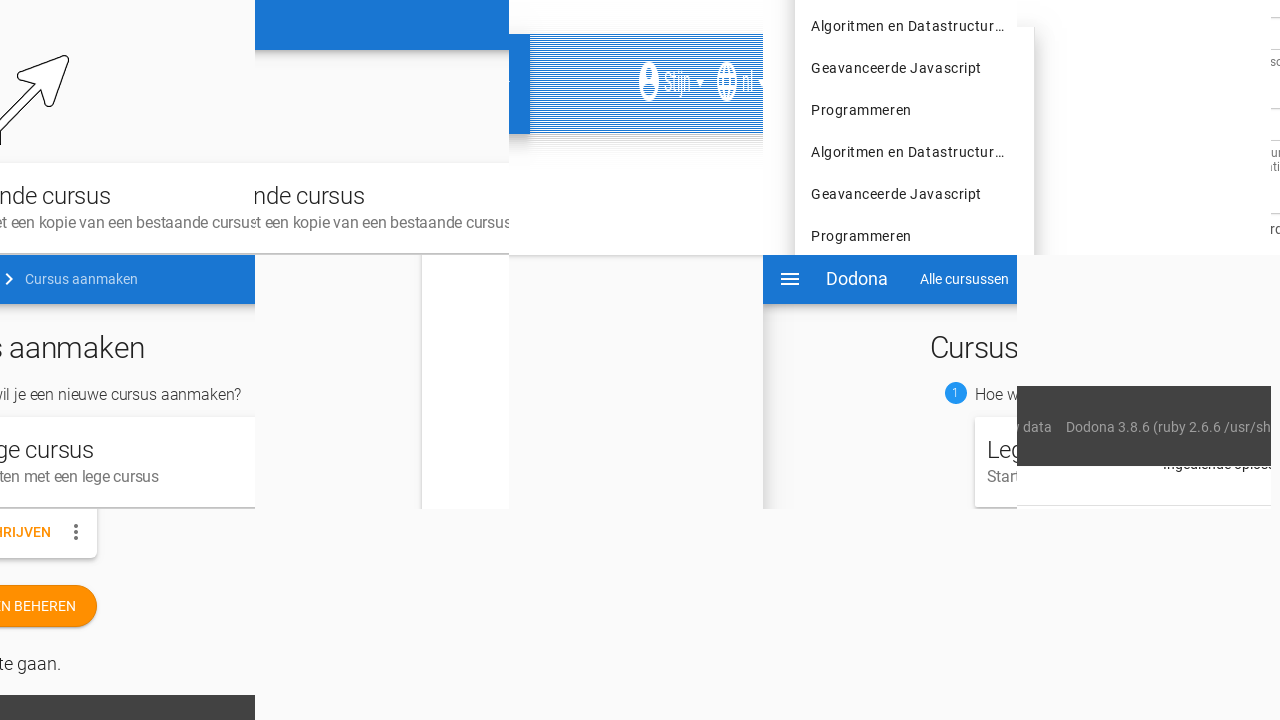 nde cursus
et een kopie van een bestaande cursus
nde cursus
t een kopie van een bestaande cursus
Stijn
nl
Algoritmen en Datastructur…
Geavanceerde Javascript
Programmeren
Algoritmen en Datastructur…
Geavanceerde Javascript
Programmeren
Cursus aanmaken
s aanmaken
wil je een nieuwe cursus aanmaken?
ge cursus
ten met een lege cursus
Dodona
Alle cursussen
Cursus
1 Hoe w
Leg
Start
y data
Dodona 3.8.6 (ruby 2.6.6 /usr/sh
HRIJVEN
EN BEHEREN
te gaan.